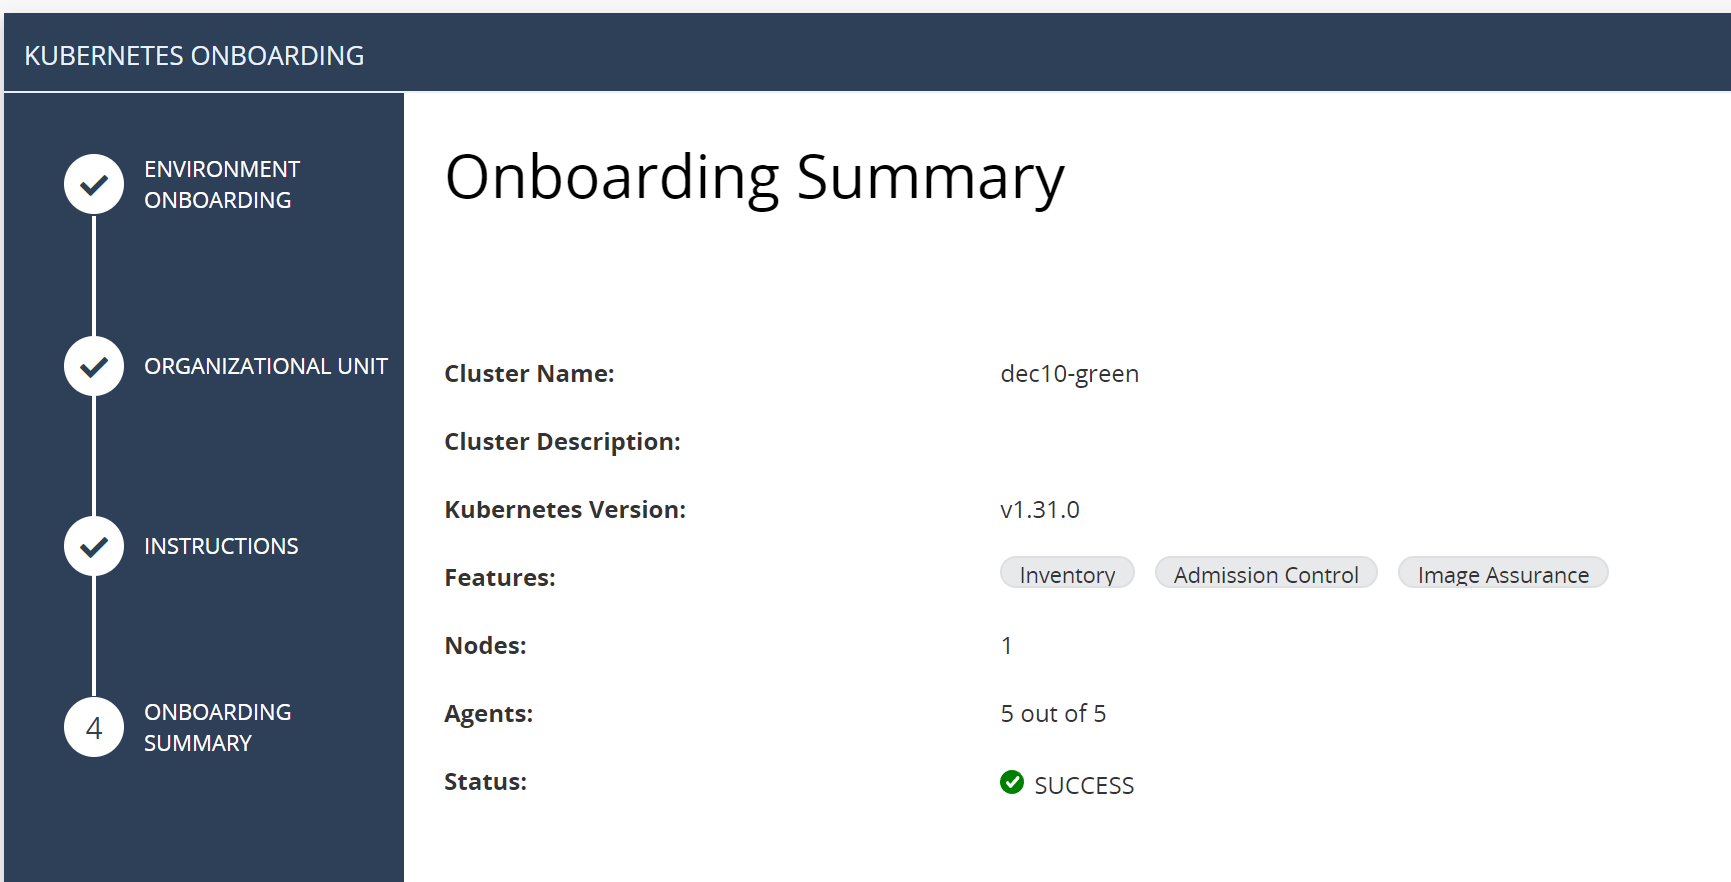 KUBERNETES ONBOARDING
ENVIRONMENT
ONBOARDING
ORGANIZATIONAL UNIT
INSTRUCTIONS
4
ONBOARDING
SUMMARY
Onboarding Summary
Cluster Name: dec10-green
Cluster Description:
Kubernetes Version: v1.31.0
Features: Inventory Admission Control Image Assurance
Nodes: 1
Agents: 5 out of 5
Status: SUCCESS